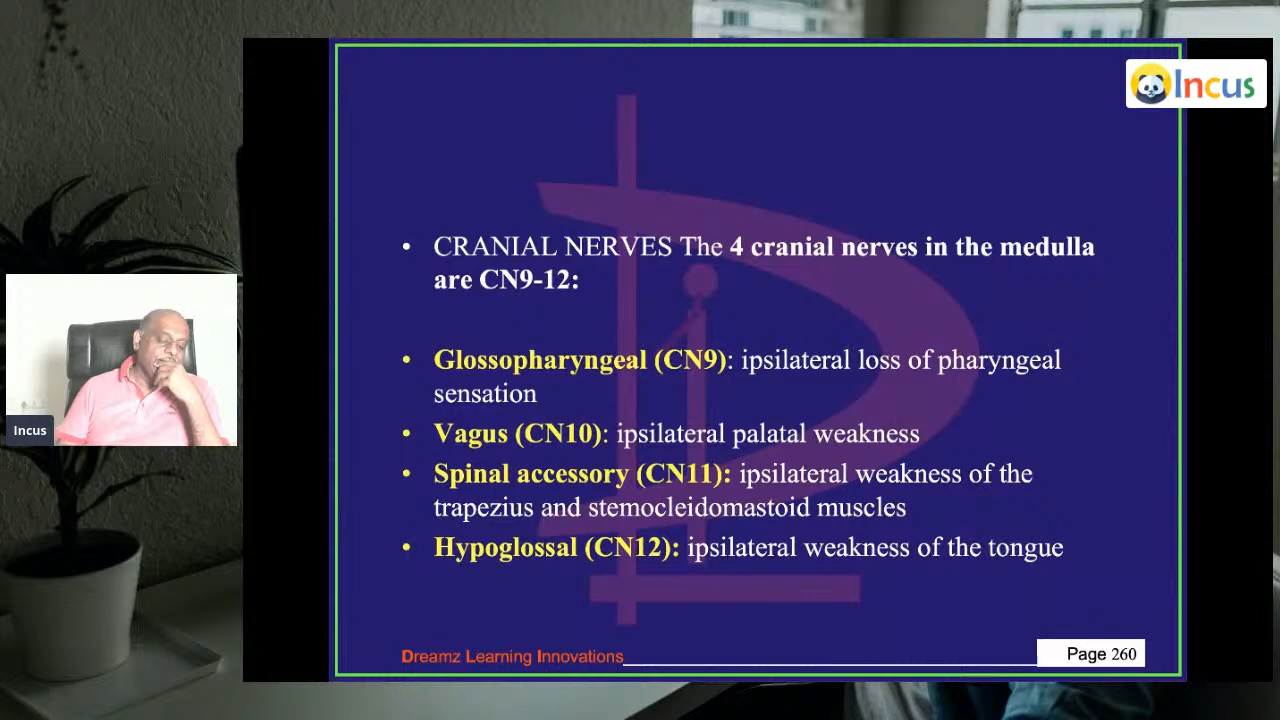 Incus
• CRANIAL NERVES The 4 cranial nerves in the medulla
are CN9-12:
• Glossopharyngeal (CN9): ipsilateral loss of pharyngeal
sensation
• Vagus (CN10): ipsilateral palatal weakness
• Spinal accessory (CN11): ipsilateral weakness of the
trapezius and stemocleidomastoid muscles
• Hypoglossal (CN12): ipsilateral weakness of the tongue
Incus
Dreamz Learning Innovations
Page 260